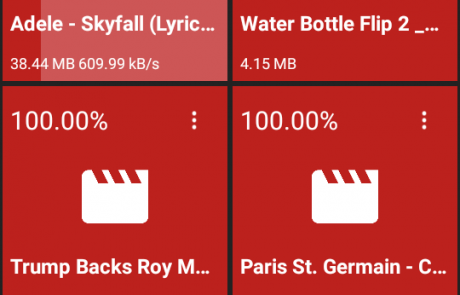 Adele - Skyfall (Lyric...
Water Bottle Flip 2 _...
38.44 MB 609.99 kB/s
4.15 MB
100.00%
100.00%
Trump Backs Roy M...
Paris St. Germain - C...